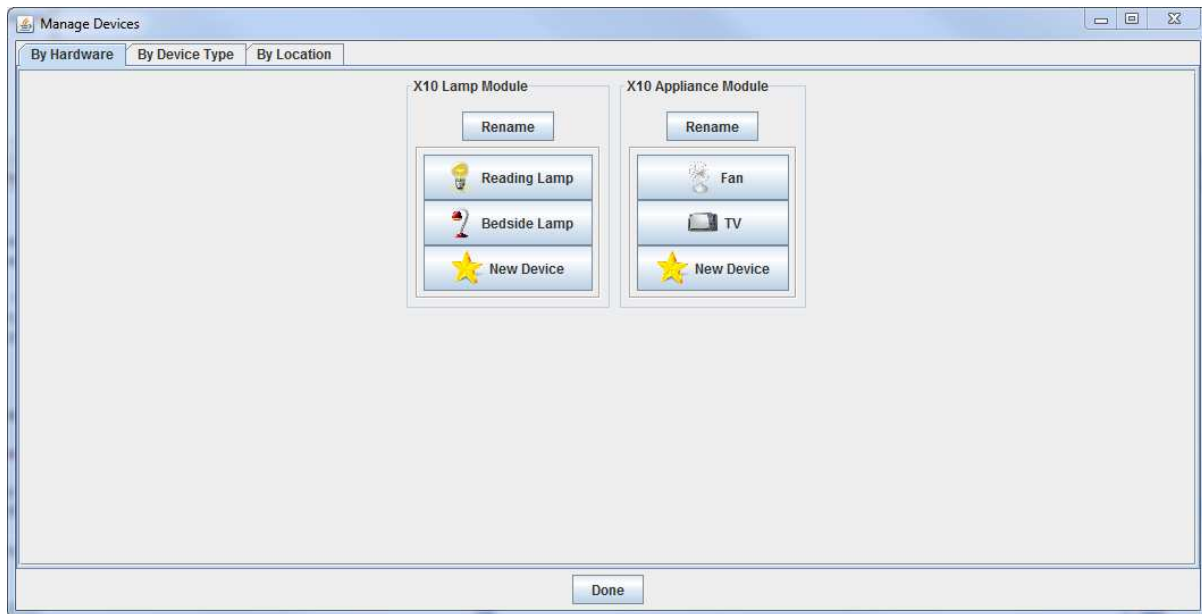 Manage Devices
By Hardware By Device Type By Location
X10 Lamp Module X10 Appliance Module
Rename Rename
Reading Lamp Fan
Bedside Lamp TV
New Device New Device
Done